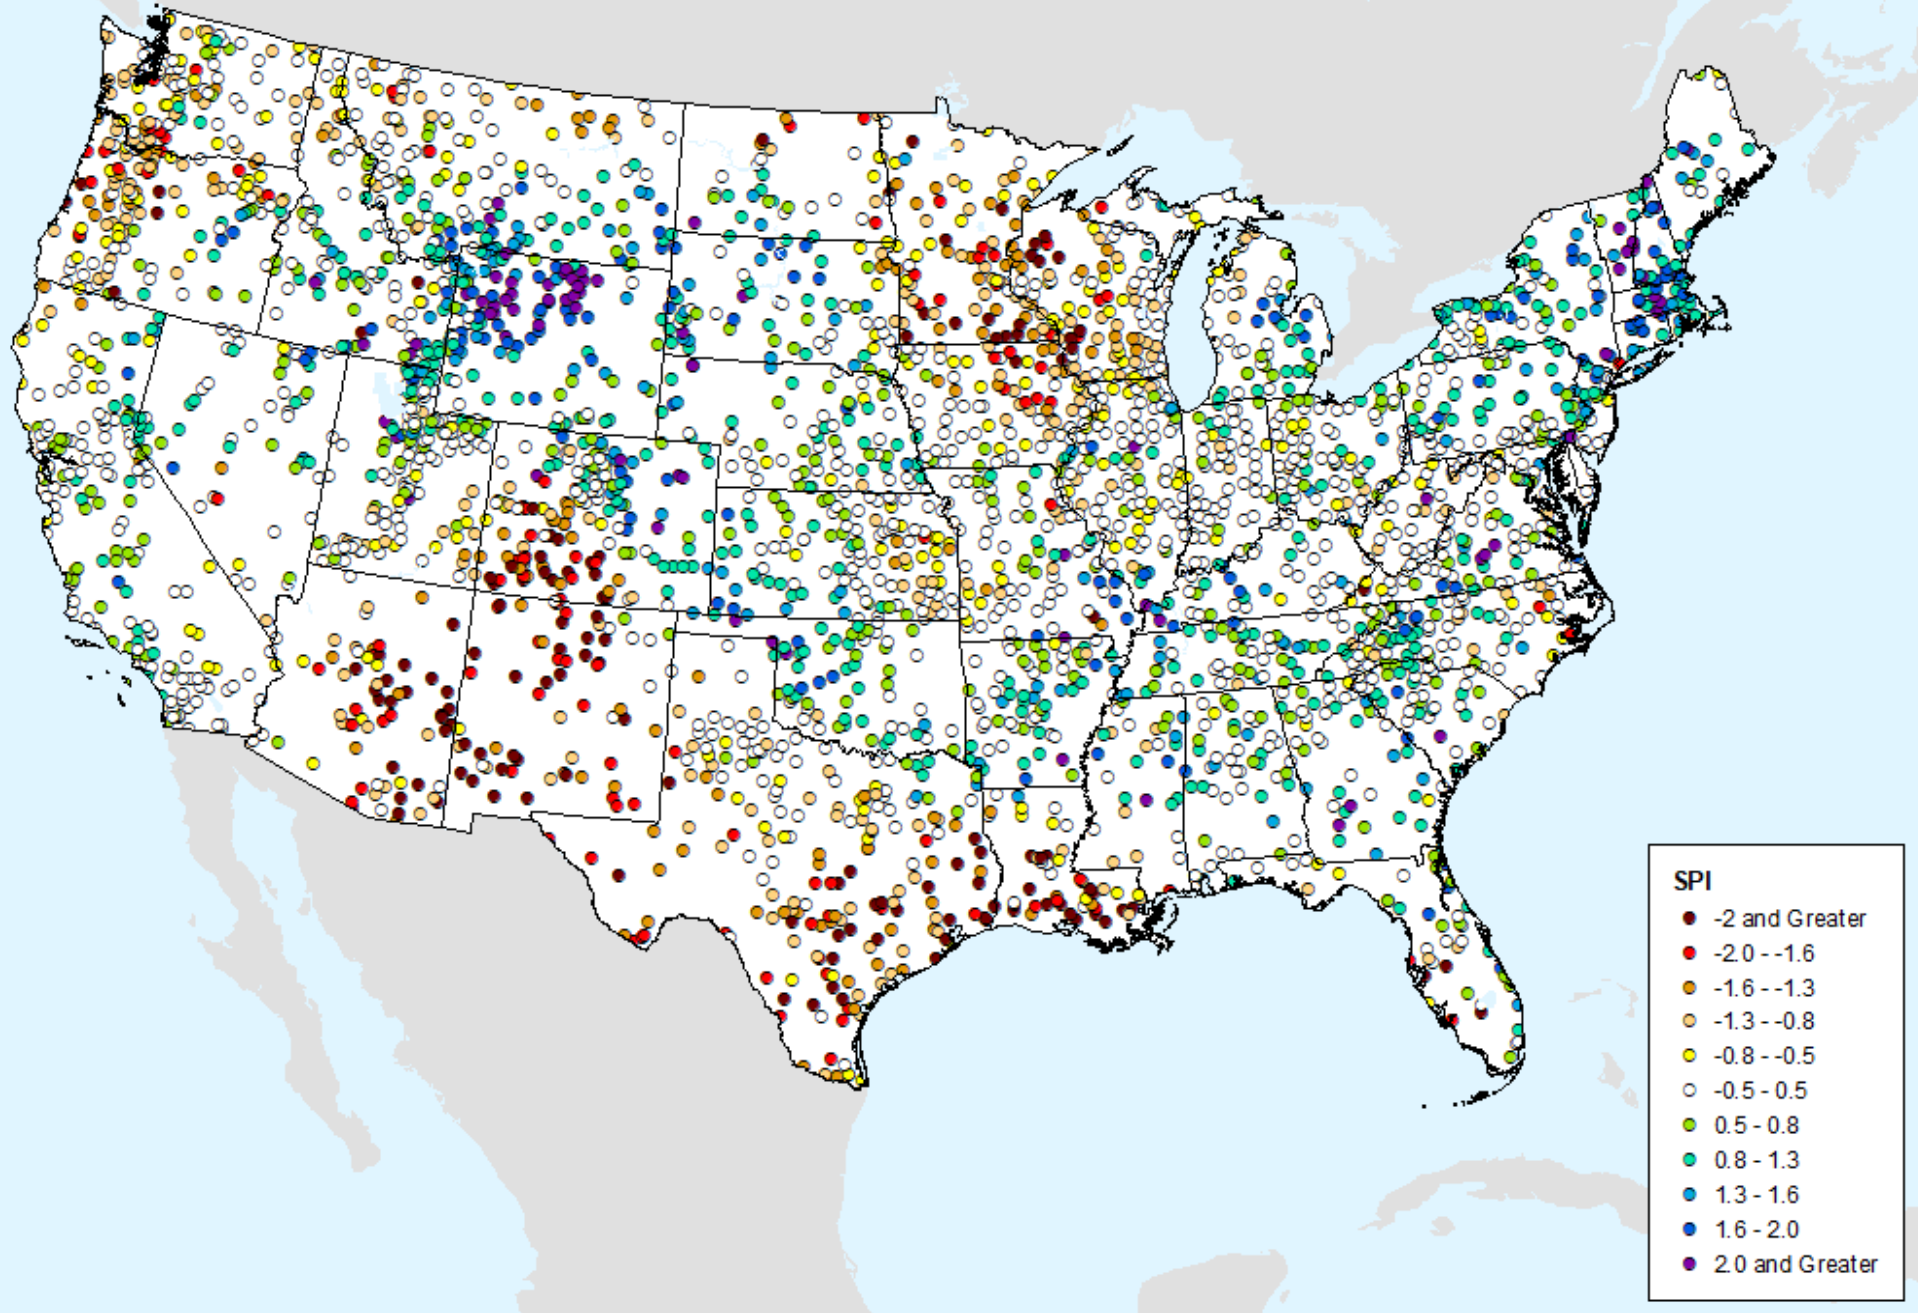 SPI
-2 and Greater
-2.0 - -1.6
-1.6 - -1.3
-1.3 - -0.8
-0.8 - -0.5
-0.5 - 0.5
0.5 - 0.8
0.8 - 1.3
1.3 - 1.6
1.6 - 2.0
2.0 and Greater